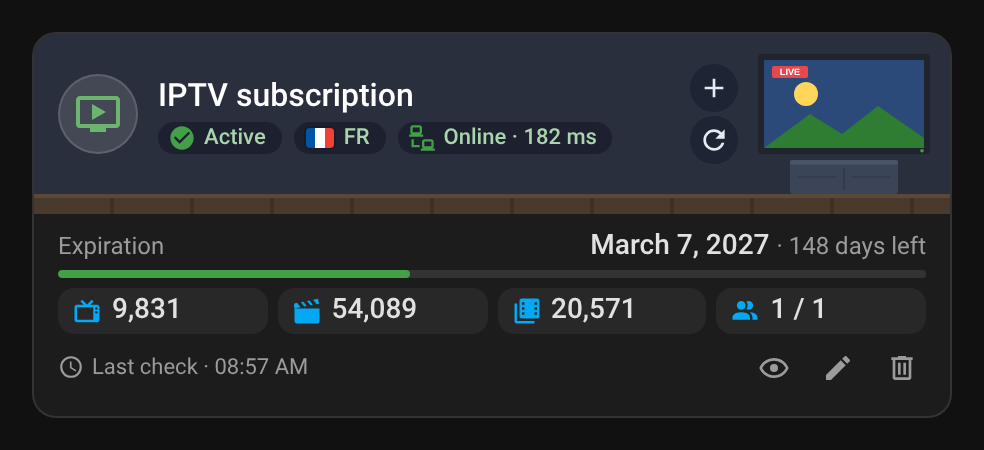 IPTV subscription
LIVE
Active FR Online · 182 ms
Expiration March 7, 2027 · 148 days left
9,831 54,089 20,571 1 / 1
Last check · 08:57 AM